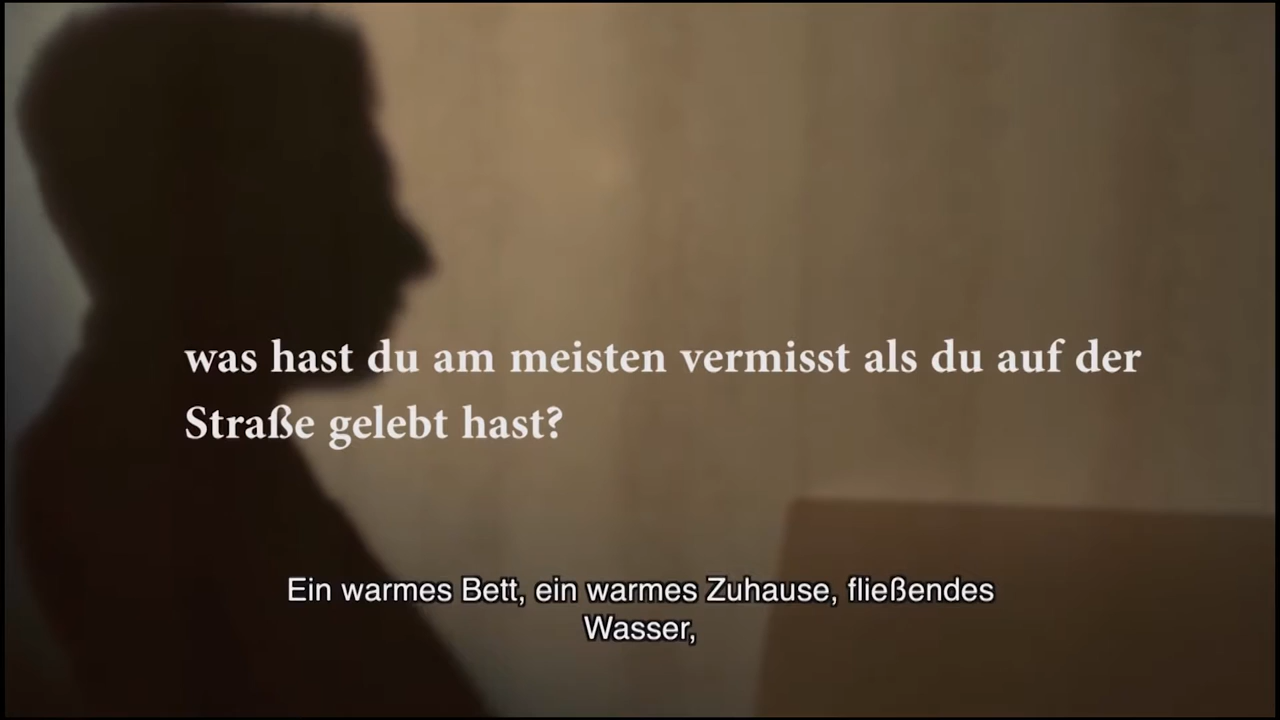 was hast du am meisten vermisst als du auf der
Straße gelebt hast?
Ein warmes Bett, ein warmes Zuhause, fließendes
Wasser,